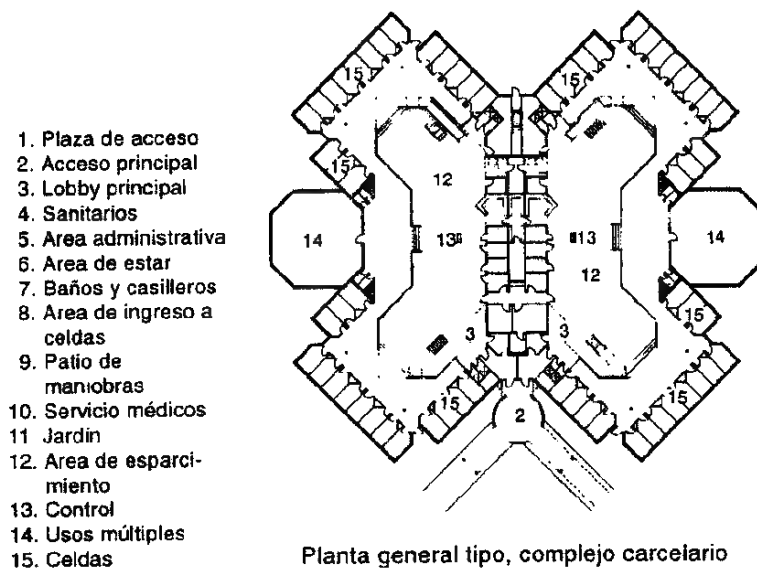 1. Plaza de acceso
2. Acceso principal
3. Lobby principal
4. Sanitarios
5. Area administrativa
6. Area de estar
7. Baños y casilleros
8. Area de ingreso a
celdas
9. Patio de
maniobras
10. Servicio médicos
11 Jardín
12. Area de esparci-
miento
13. Control
14. Usos múltiples
15. Celdas
15
15
15
12
14
13
13
14
12
15
3
3
15
15
2
Planta general tipo, complejo carcelario